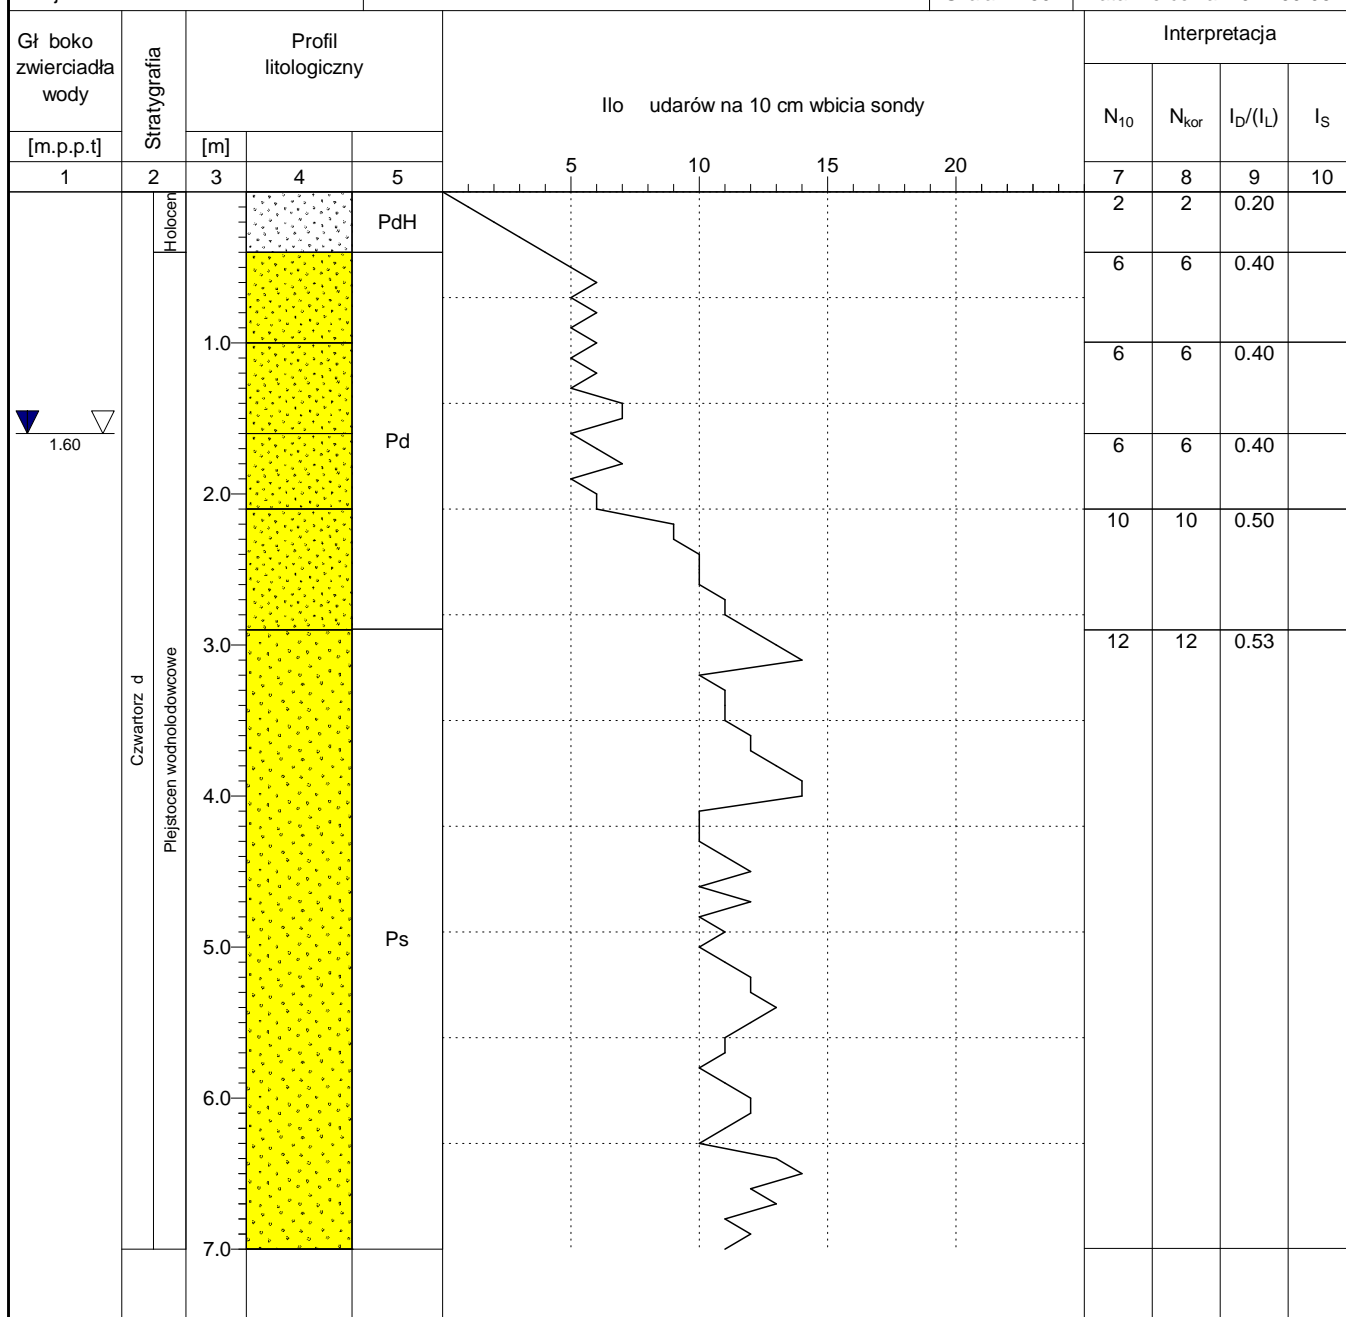 Gł boko
zwierciadła
wody
[m.p.p.t]
Stratygrafia
Profil
litologiczny
[m]
Ilo udarów na 10 cm wbicia sondy
Interpretacja
N10 Nkor ID/(IL) IS
5 10 15 20
1 2 3 4 5 7 8 9 10
Holocen
PdH
2 2 0.20
6 6 0.40
1.0
6 6 0.40
1.60
Pd
6 6 0.40
2.0
10 10 0.50
3.0
12 12 0.53
Czwartorz d
Plejstocen wodnolodowcowe
4.0
Ps
5.0
6.0
7.0